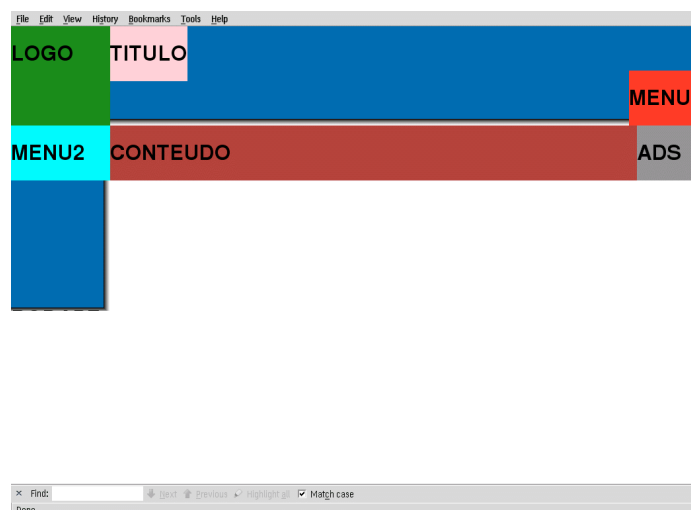 File Edit View History Bookmarks Tools Help
LOGO TITULO
MENU
MENU2 CONTEUDO ADS
× Find: Next Previous Highlight all Match case
Done